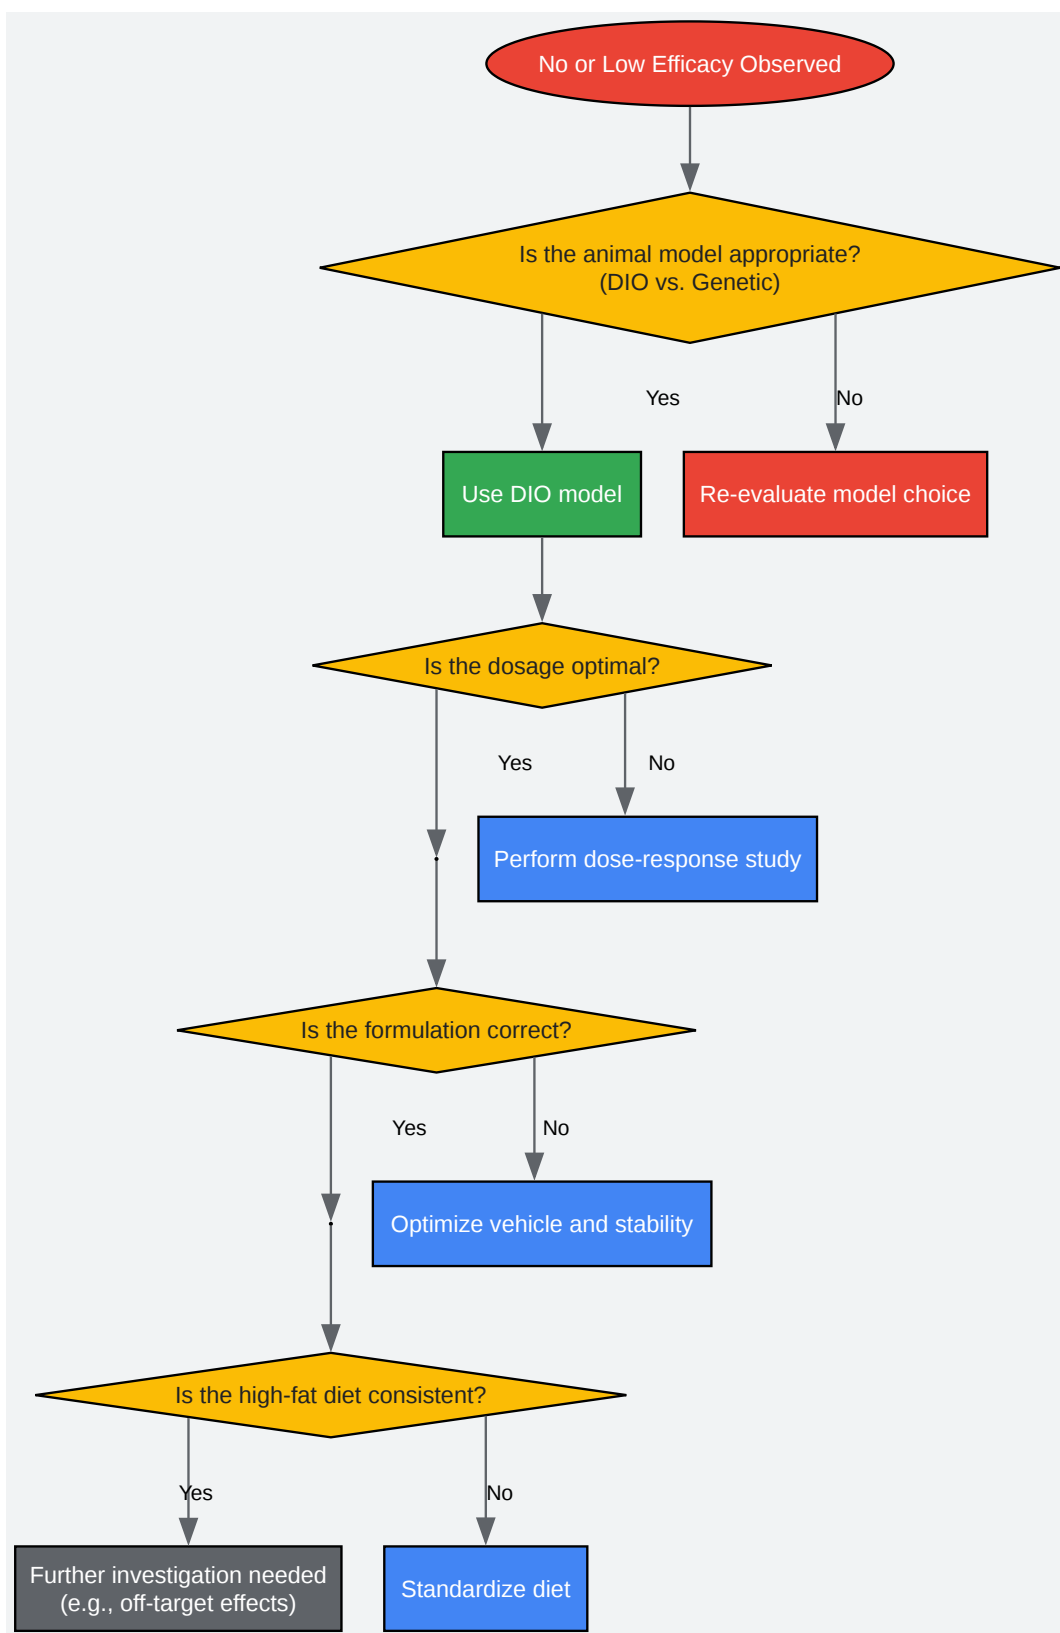 No or Low Efficacy Observed
Is the animal model appropriate?
(DIO vs. Genetic)
Yes
No
Use DIO model
Re-evaluate model choice
Is the dosage optimal?
Yes
No
Perform dose-response study
Is the formulation correct?
Yes
No
Optimize vehicle and stability
Is the high-fat diet consistent?
Yes
No
Further investigation needed
(e.g., off-target effects)
Standardize diet